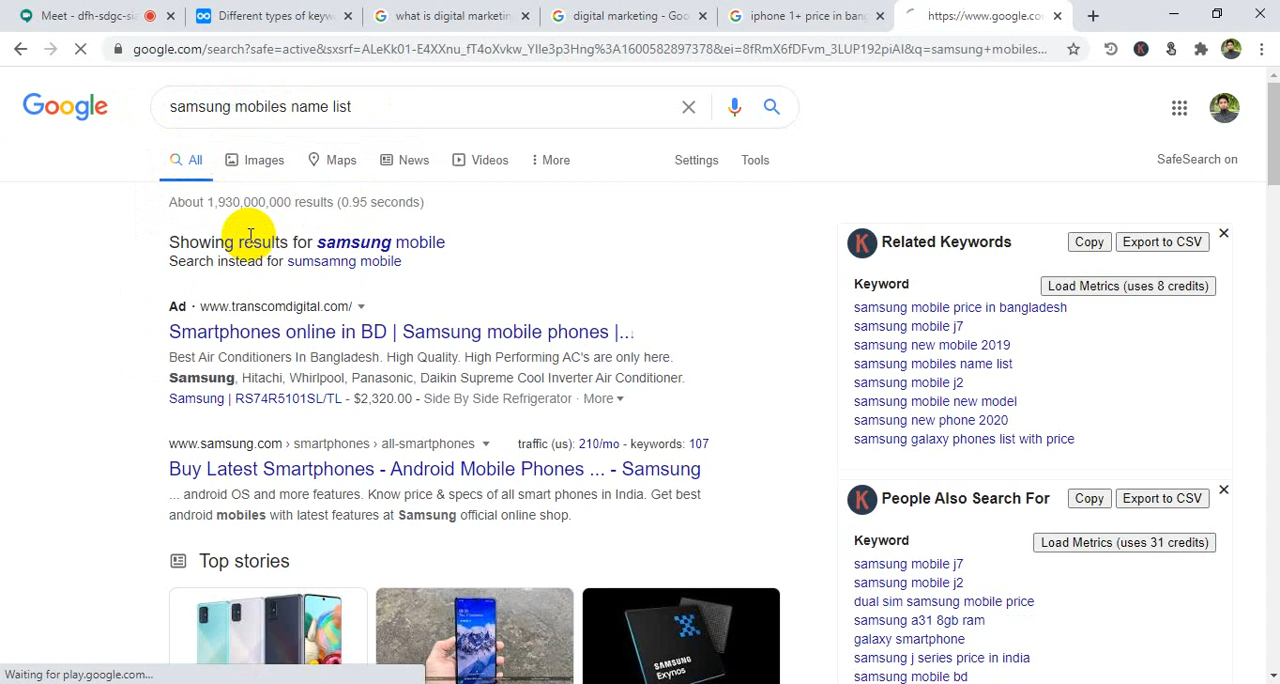 Meet - dfh-sdgc-sia
Different types of keyw
what is digital marketin
digital marketing - Goo
iphone 1+ price in bang
https://www.google.co
google.com/search?safe=active&sxsrf=ALeKk01-E4XXnu_fT4oXvkw_YIle3p3Hng%3A1600582897378&ei=8fRmX6fDFvm_3LUP192piAI&q=samsung+mobiles...
Google
samsung mobiles name list
All
Images
Maps
News
Videos
More
Settings
Tools
SafeSearch on
About 1,930,000,000 results (0.95 seconds)
Showing results for samsung mobile
Search instead for sumsamng mobile
Ad · www.transcomdigital.com/
Smartphones online in BD | Samsung mobile phones |...
Best Air Conditioners In Bangladesh. High Quality. High Performing AC's are only here.
Samsung, Hitachi, Whirlpool, Panasonic, Daikin Supreme Cool Inverter Air Conditioner.
Samsung | RS74R5101SL/TL - $2,320.00 - Side By Side Refrigerator · More
www.samsung.com › smartphones › all-smartphones
traffic (us): 210/mo - keywords: 107
Buy Latest Smartphones - Android Mobile Phones ... - Samsung
... android OS and more features. Know price & specs of all smart phones in India. Get best
android mobiles with latest features at Samsung official online shop.
Top stories
SAMSUNG
Exynos
Related Keywords
Copy
Export to CSV
Keyword
Load Metrics (uses 8 credits)
samsung mobile price in bangladesh
samsung mobile j7
samsung new mobile 2019
samsung mobiles name list
samsung mobile j2
samsung mobile new model
samsung new phone 2020
samsung galaxy phones list with price
People Also Search For
Copy
Export to CSV
Keyword
Load Metrics (uses 31 credits)
samsung mobile j7
samsung mobile j2
dual sim samsung mobile price
samsung a31 8gb ram
galaxy smartphone
samsung j series price in india
samsung mobile bd
Waiting for play.google.com...